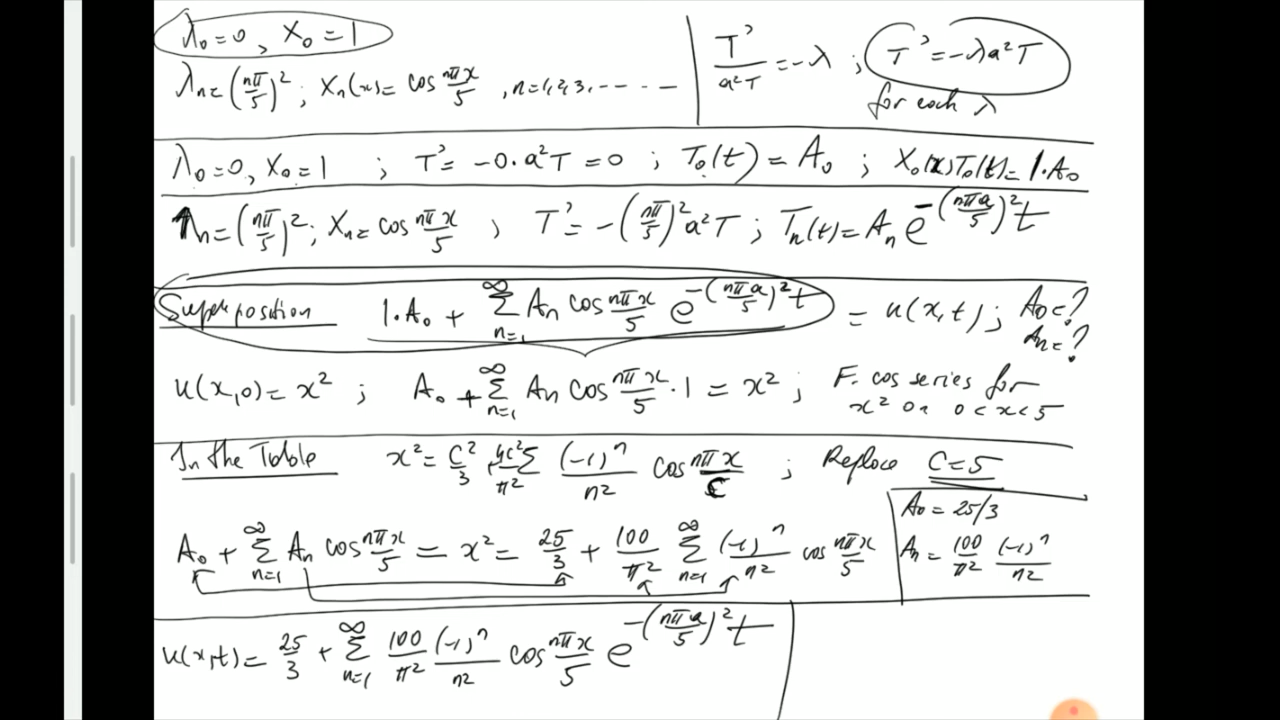 λ₀=0, X₀=1
λn=(nπ/5)²; Xn(x)= cos nπx/5, n=1,2,3,-----
T'/a²T = -λ; T'=-λa²T
for each λ
λ₀=0, X₀=1; T'=-0·a²T=0; T₀(t)=A₀; X₀(x)T₀(t)=1·A₀
λn=(nπ/5)²; Xn=cos nπx/5; T'=-(nπ/5)²a²T; Tn(t)=An e^-(nπa/5)²t
Superposition 1·A₀ + ∞Σn=1 An cos nπx/5 e^-(nπa/5)²t = u(x,t); A₀=?
An=?
u(x,0)=x²; A₀+∞Σn=1 An cos nπx/5·1=x²; F. cos series for
x² on 0<x<5
In the Table x²=C²/3+4C²/π² Σ (-1)ⁿ/n² cos nπx/C; Replace C=5
A₀+∞Σn=1 An cos nπx/5 = x² = 25/3 + 100/π² ∞Σn=1 (-1)ⁿ/n² cos nπx/5
A₀=25/3
An=100/π² (-1)ⁿ/n²
u(x,t)=25/3+∞Σn=1 100/π² (-1)ⁿ/n² cos nπx/5 e^-(nπa/5)²t